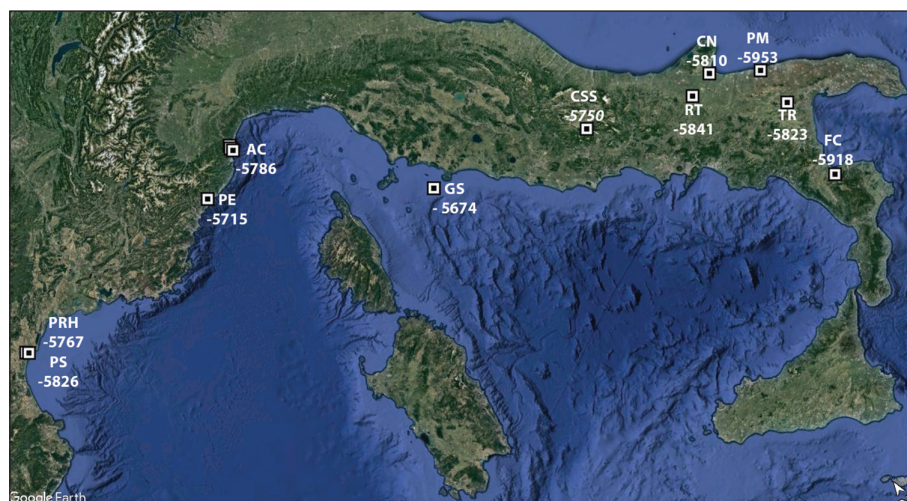 CN
-5810
PM
-5953
CSS
-5750
RT
-5841
TR
-5823
FC
-5918
AC
-5786
PE
-5715
GS
- 5674
PRH
-5767
PS
-5826
Google Earth